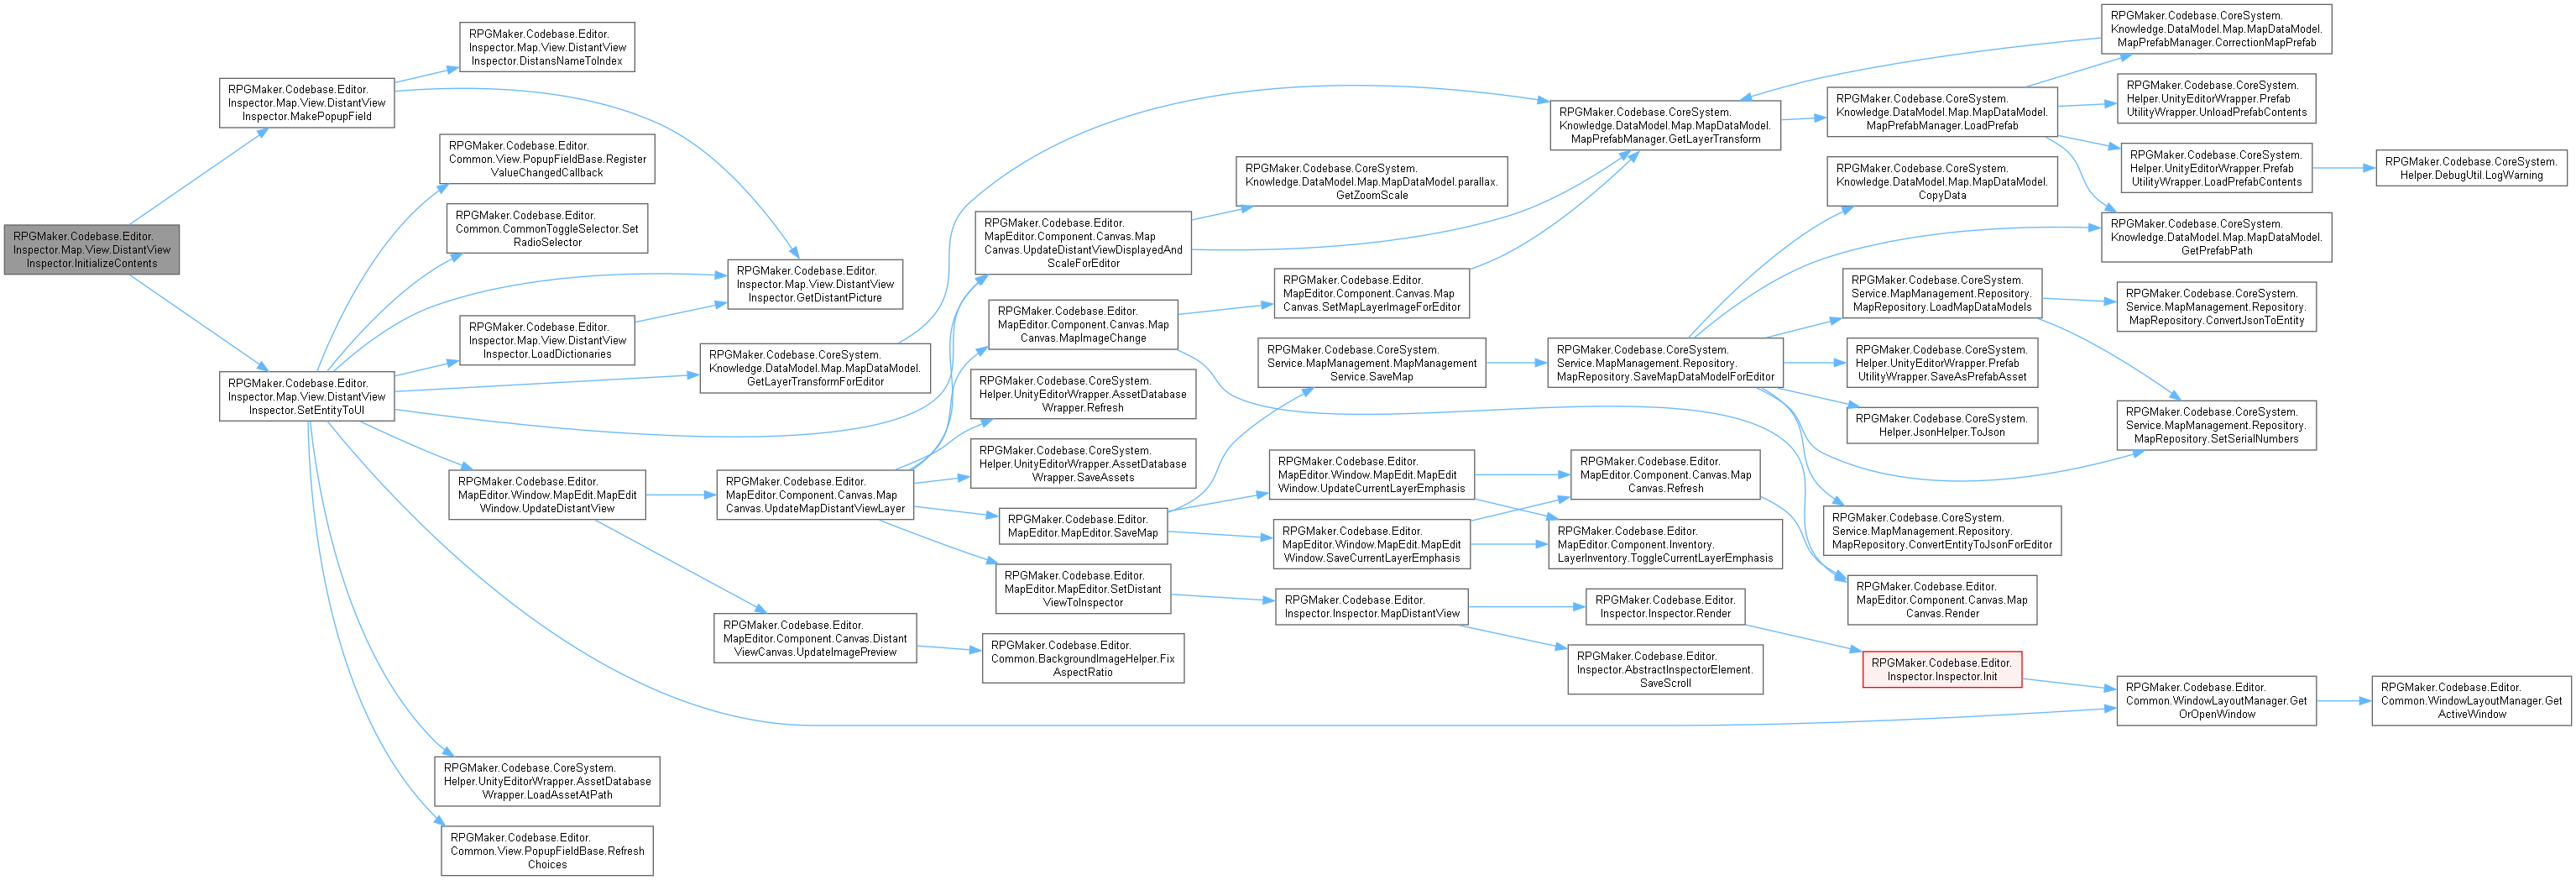 RPGMaker.Codebase.Editor.
Inspector.Map.View.DistantView
Inspector.InitializeContents
RPGMaker.Codebase.Editor.
Inspector.Map.View.DistantView
Inspector.MakePopupField
RPGMaker.Codebase.Editor.
Inspector.Map.View.DistantView
Inspector.SetEntityToUI
RPGMaker.Codebase.Editor.
Inspector.Map.View.DistantView
Inspector.DistansNameToIndex
RPGMaker.Codebase.Editor.
Common.View.PopupFieldBase.Register
ValueChangedCallback
RPGMaker.Codebase.Editor.
Common.CommonToggleSelector.Set
RadioSelector
RPGMaker.Codebase.Editor.
Inspector.Map.View.DistantView
Inspector.LoadDictionaries
RPGMaker.Codebase.Editor.
MapEditor.Window.MapEdit.MapEdit
Window.UpdateDistantView
RPGMaker.Codebase.CoreSystem.
Helper.UnityEditorWrapper.AssetDatabase
Wrapper.LoadAssetAtPath
RPGMaker.Codebase.Editor.
Common.View.PopupFieldBase.Refresh
Choices
RPGMaker.Codebase.Editor.
Inspector.Map.View.DistantView
Inspector.GetDistantPicture
RPGMaker.Codebase.CoreSystem.
Knowledge.DataModel.Map.MapDataModel.
GetLayerTransformForEditor
RPGMaker.Codebase.Editor.
MapEditor.Component.Canvas.Map
Canvas.UpdateMapDistantViewLayer
RPGMaker.Codebase.Editor.
MapEditor.Component.Canvas.Distant
ViewCanvas.UpdateImagePreview
RPGMaker.Codebase.Editor.
MapEditor.Component.Canvas.Map
Canvas.UpdateDistantViewDisplayedAnd
ScaleForEditor
RPGMaker.Codebase.Editor.
MapEditor.Component.Canvas.Map
Canvas.MapImageChange
RPGMaker.Codebase.CoreSystem.
Helper.UnityEditorWrapper.AssetDatabase
Wrapper.Refresh
RPGMaker.Codebase.CoreSystem.
Helper.UnityEditorWrapper.AssetDatabase
Wrapper.SaveAssets
RPGMaker.Codebase.Editor.
MapEditor.MapEditor.SaveMap
RPGMaker.Codebase.Editor.
MapEditor.MapEditor.SetDistant
ViewToInspector
RPGMaker.Codebase.Editor.
Common.BackgroundImageHelper.Fix
AspectRatio
RPGMaker.Codebase.CoreSystem.
Knowledge.DataModel.Map.MapDataModel.parallax.
GetZoomScale
RPGMaker.Codebase.Editor.
MapEditor.Component.Canvas.Map
Canvas.SetMapLayerImageForEditor
RPGMaker.Codebase.CoreSystem.
Service.MapManagement.MapManagement
Service.SaveMap
RPGMaker.Codebase.Editor.
MapEditor.Window.MapEdit.MapEdit
Window.UpdateCurrentLayerEmphasis
RPGMaker.Codebase.Editor.
MapEditor.Window.MapEdit.MapEdit
Window.SaveCurrentLayerEmphasis
RPGMaker.Codebase.Editor.
Inspector.Inspector.MapDistantView
RPGMaker.Codebase.CoreSystem.
Knowledge.DataModel.Map.MapDataModel.
MapPrefabManager.GetLayerTransform
RPGMaker.Codebase.CoreSystem.
Service.MapManagement.Repository.
MapRepository.SaveMapDataModelForEditor
RPGMaker.Codebase.Editor.
MapEditor.Component.Canvas.Map
Canvas.Refresh
RPGMaker.Codebase.Editor.
MapEditor.Component.Inventory.
LayerInventory.ToggleCurrentLayerEmphasis
RPGMaker.Codebase.Editor.
Inspector.Inspector.Render
RPGMaker.Codebase.Editor.
Inspector.AbstractInspectorElement.
SaveScroll
RPGMaker.Codebase.CoreSystem.
Knowledge.DataModel.Map.MapDataModel.
MapPrefabManager.LoadPrefab
RPGMaker.Codebase.CoreSystem.
Knowledge.DataModel.Map.MapDataModel.
CopyData
RPGMaker.Codebase.CoreSystem.
Service.MapManagement.Repository.
MapRepository.LoadMapDataModels
RPGMaker.Codebase.CoreSystem.
Helper.UnityEditorWrapper.Prefab
UtilityWrapper.SaveAsPrefabAsset
RPGMaker.Codebase.CoreSystem.
Helper.JsonHelper.ToJson
RPGMaker.Codebase.CoreSystem.
Service.MapManagement.Repository.
MapRepository.ConvertEntityToJsonForEditor
RPGMaker.Codebase.Editor.
MapEditor.Component.Canvas.Map
Canvas.Render
RPGMaker.Codebase.Editor.
Inspector.Inspector.Init
RPGMaker.Codebase.CoreSystem.
Knowledge.DataModel.Map.MapDataModel.
MapPrefabManager.CorrectionMapPrefab
RPGMaker.Codebase.CoreSystem.
Helper.UnityEditorWrapper.Prefab
UtilityWrapper.UnloadPrefabContents
RPGMaker.Codebase.CoreSystem.
Helper.UnityEditorWrapper.Prefab
UtilityWrapper.LoadPrefabContents
RPGMaker.Codebase.CoreSystem.
Knowledge.DataModel.Map.MapDataModel.
GetPrefabPath
RPGMaker.Codebase.CoreSystem.
Service.MapManagement.Repository.
MapRepository.ConvertJsonToEntity
RPGMaker.Codebase.CoreSystem.
Service.MapManagement.Repository.
MapRepository.SetSerialNumbers
RPGMaker.Codebase.Editor.
Common.WindowLayoutManager.Get
OrOpenWindow
RPGMaker.Codebase.CoreSystem.
Helper.DebugUtil.LogWarning
RPGMaker.Codebase.Editor.
Common.WindowLayoutManager.Get
ActiveWindow